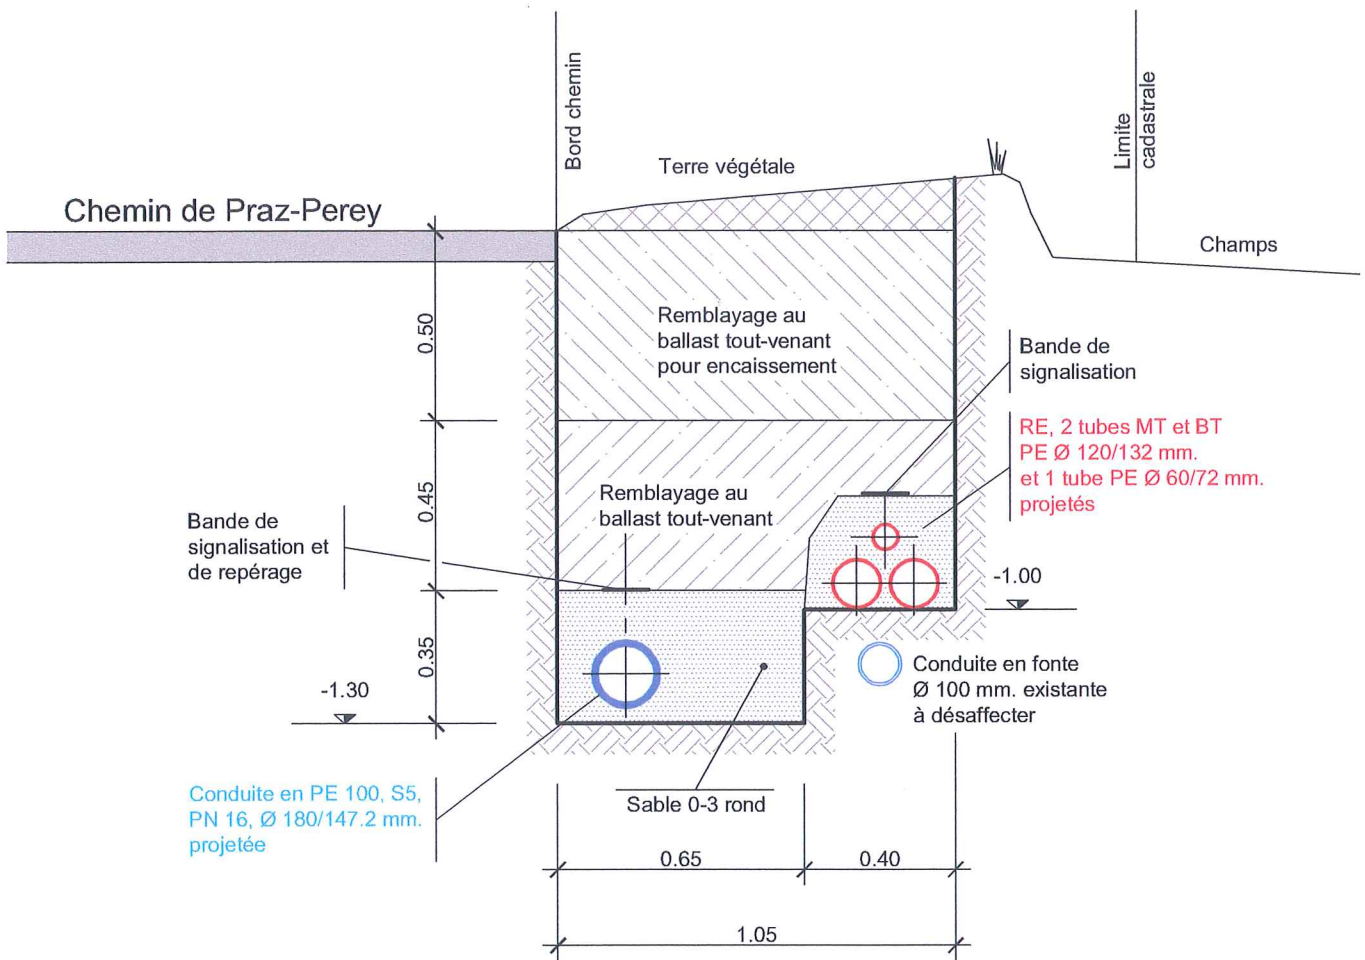 Bord chemin
Limite
cadastrale
Terre végétale
Chemin de Praz-Perey
Champs
0.50
Remblayage au
ballast tout-venant
pour encaissement
Bande de
signalisation
RE, 2 tubes MT et BT
PE Ø 120/132 mm.
et 1 tube PE Ø 60/72 mm.
projetés
0.45
Remblayage au
ballast tout-venant
Bande de
signalisation et
de repérage
-1.00
0.35
-1.30
Conduite en fonte
Ø 100 mm. existante
à désaffecter
Conduite en PE 100, S5,
PN 16, Ø 180/147.2 mm.
projetée
Sable 0-3 rond
0.65
0.40
1.05